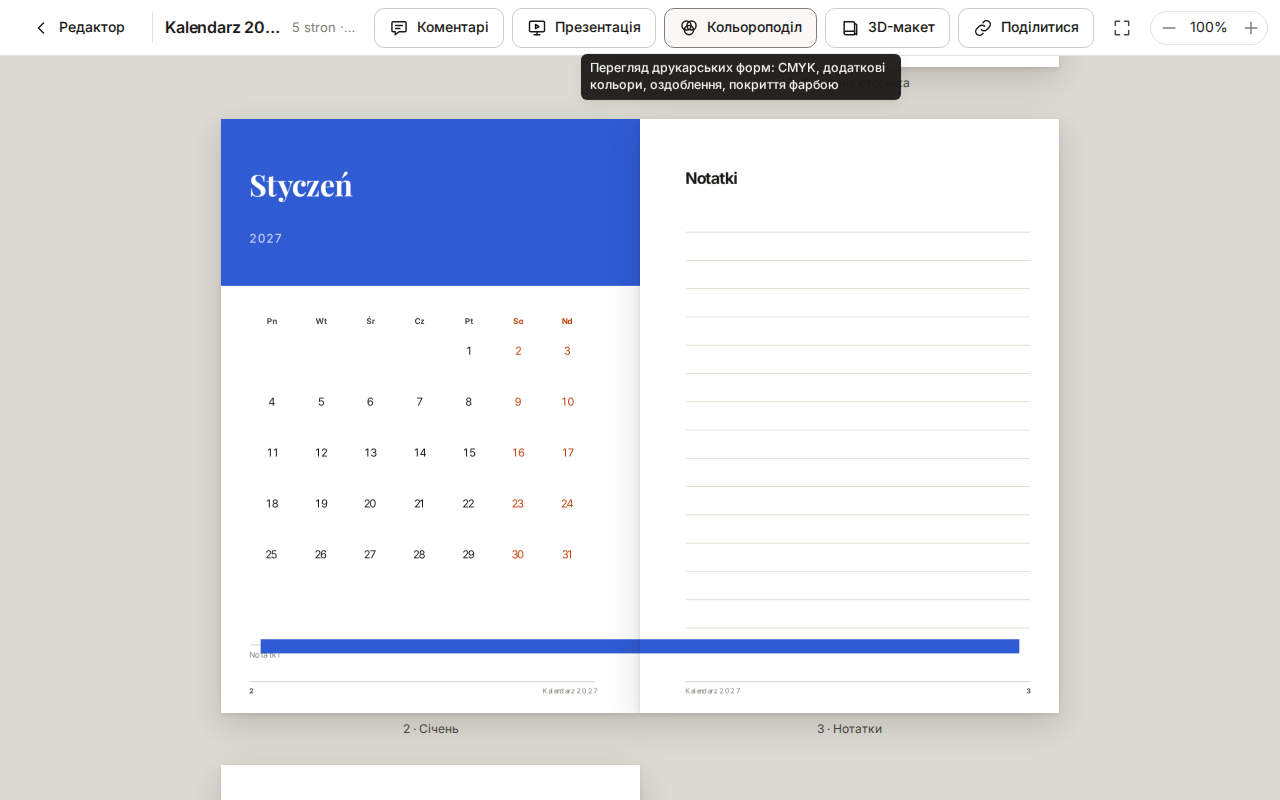 Редактор
Kalendarz 20...
5 stron ·...
Коментарі
Презентація
Кольороподіл
3D-макет
Поділитися
100%
Перегляд друкарських форм: CMYK, додаткові
кольори, оздоблення, покриття фарбою
Styczeń
2027
Pn Wt Śr Cz Pt So Nd
1 2 3
4 5 6 7 8 9 10
11 12 13 14 15 16 17
18 19 20 21 22 23 24
25 26 27 28 29 30 31
Notatki
2
Kalendarz 2027
Notatki
Kalendarz 2027
3
2 · Січень
3 · Нотатки